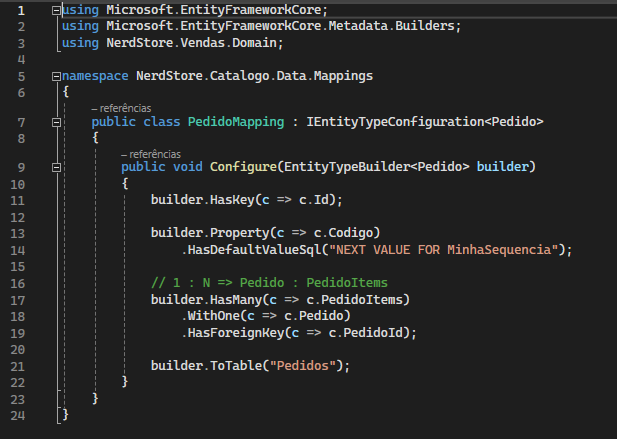 1 using Microsoft.EntityFrameworkCore;
2 using Microsoft.EntityFrameworkCore.Metadata.Builders;
3 using NerdStore.Vendas.Domain;
4
5 namespace NerdStore.Catalogo.Data.Mappings
6 {
– referências
7 public class PedidoMapping : IEntityTypeConfiguration<Pedido>
8 {
– referências
9 public void Configure(EntityTypeBuilder<Pedido> builder)
10 {
11 builder.HasKey(c => c.Id);
12
13 builder.Property(c => c.Codigo)
14 .HasDefaultValueSql("NEXT VALUE FOR MinhaSequencia");
15
16 // 1 : N => Pedido : PedidoItems
17 builder.HasMany(c => c.PedidoItems)
18 .WithOne(c => c.Pedido)
19 .HasForeignKey(c => c.PedidoId);
20
21 builder.ToTable("Pedidos");
22 }
23 }
24 }